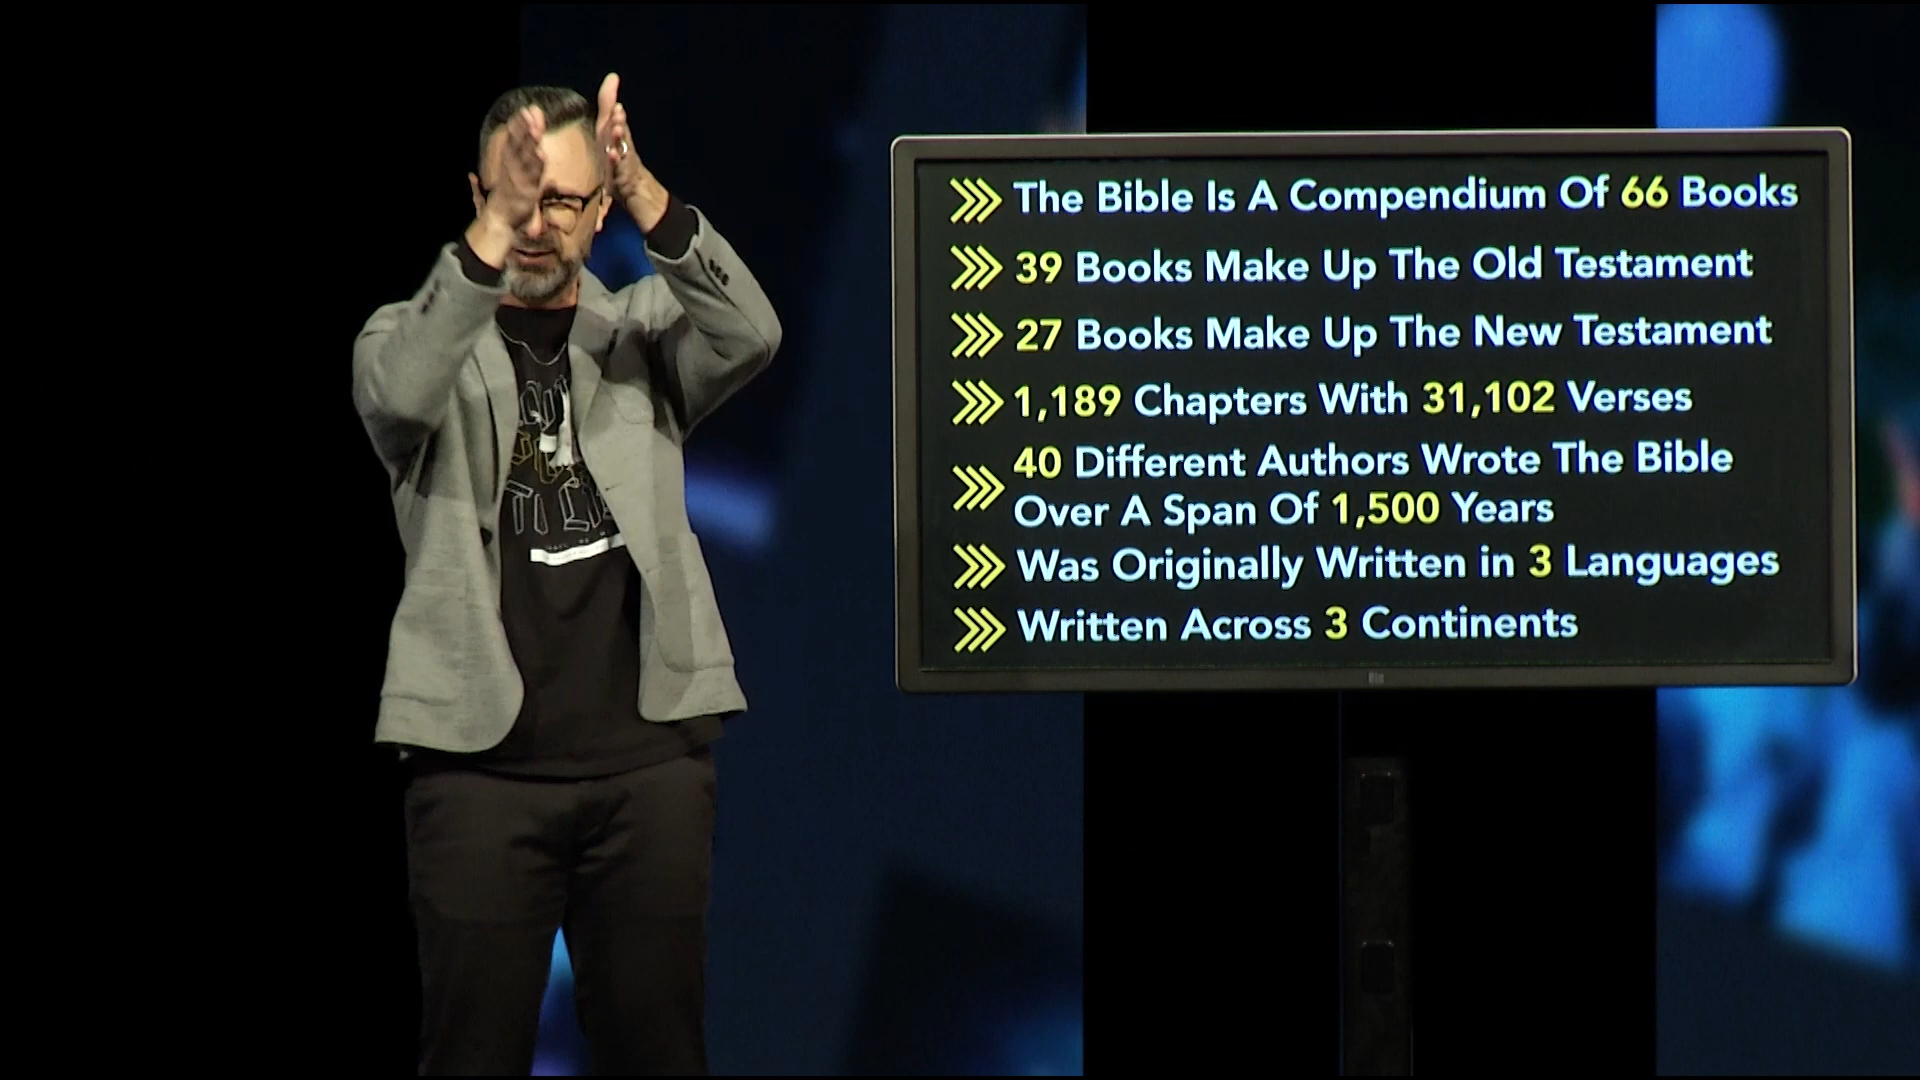 The Bible Is A Compendium Of 66 Books
39 Books Make Up The Old Testament
27 Books Make Up The New Testament
1,189 Chapters With 31,102 Verses
40 Different Authors Wrote The Bible
Over A Span Of 1,500 Years
Was Originally Written in 3 Languages
Written Across 3 Continents